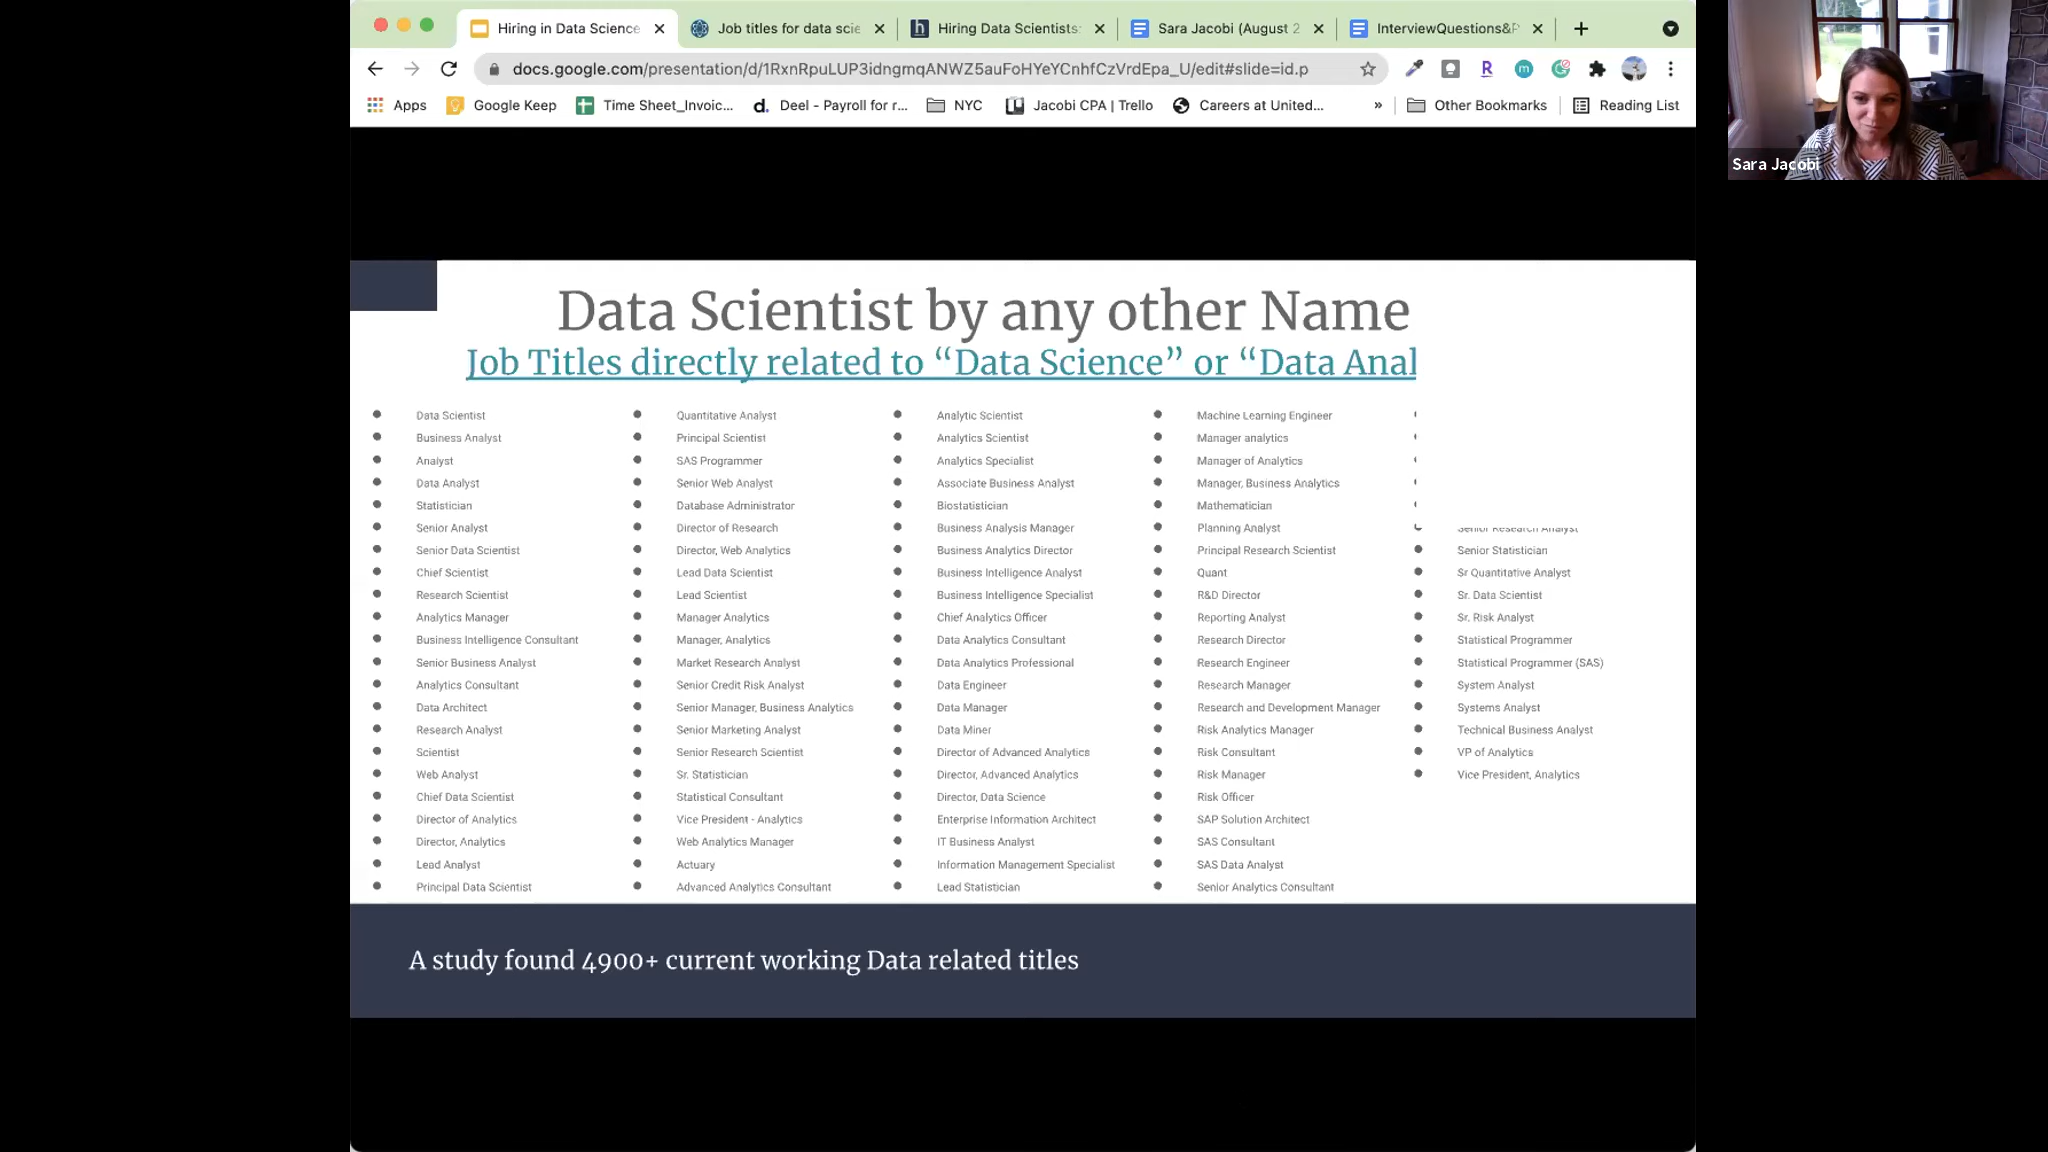 Hiring in Data Science
Job titles for data scie
Hiring Data Scientists:
Sara Jacobi (August 2
InterviewQuestions&P
docs.google.com/presentation/d/1RxnRpuLUP3idngmqANWZ5auFoHYeYCnhfCzVrdEpa_U/edit#slide=id.p
Apps
Google Keep
Time Sheet_Invoic...
Deel - Payroll for r...
NYC
Jacobi CPA | Trello
Careers at United...
»
Other Bookmarks
Reading List
Sara Jacobi
Data Scientist by any other Name
Job Titles directly related to “Data Science” or “Data Anal
Data Scientist
Business Analyst
Analyst
Data Analyst
Statistician
Senior Analyst
Senior Data Scientist
Chief Scientist
Research Scientist
Analytics Manager
Business Intelligence Consultant
Senior Business Analyst
Analytics Consultant
Data Architect
Research Analyst
Scientist
Web Analyst
Chief Data Scientist
Director of Analytics
Director, Analytics
Lead Analyst
Principal Data Scientist
Quantitative Analyst
Principal Scientist
SAS Programmer
Senior Web Analyst
Database Administrator
Director of Research
Director, Web Analytics
Lead Data Scientist
Lead Scientist
Manager Analytics
Manager, Analytics
Market Research Analyst
Senior Credit Risk Analyst
Senior Manager, Business Analytics
Senior Marketing Analyst
Senior Research Scientist
Sr. Statistician
Statistical Consultant
Vice President - Analytics
Web Analytics Manager
Actuary
Advanced Analytics Consultant
Analytic Scientist
Analytics Scientist
Analytics Specialist
Associate Business Analyst
Biostatistician
Business Analysis Manager
Business Analytics Director
Business Intelligence Analyst
Business Intelligence Specialist
Chief Analytics Officer
Data Analytics Consultant
Data Analytics Professional
Data Engineer
Data Manager
Data Miner
Director of Advanced Analytics
Director, Advanced Analytics
Director, Data Science
Enterprise Information Architect
IT Business Analyst
Information Management Specialist
Lead Statistician
Machine Learning Engineer
Manager analytics
Manager of Analytics
Manager, Business Analytics
Mathematician
Planning Analyst
Principal Research Scientist
Quant
R&D Director
Reporting Analyst
Research Director
Research Engineer
Research Manager
Research and Development Manager
Risk Analytics Manager
Risk Consultant
Risk Manager
Risk Officer
SAP Solution Architect
SAS Consultant
SAS Data Analyst
Senior Analytics Consultant
Senior Research Analyst
Senior Statistician
Sr Quantitative Analyst
Sr. Data Scientist
Sr. Risk Analyst
Statistical Programmer
Statistical Programmer (SAS)
System Analyst
Systems Analyst
Technical Business Analyst
VP of Analytics
Vice President, Analytics
A study found 4900+ current working Data related titles